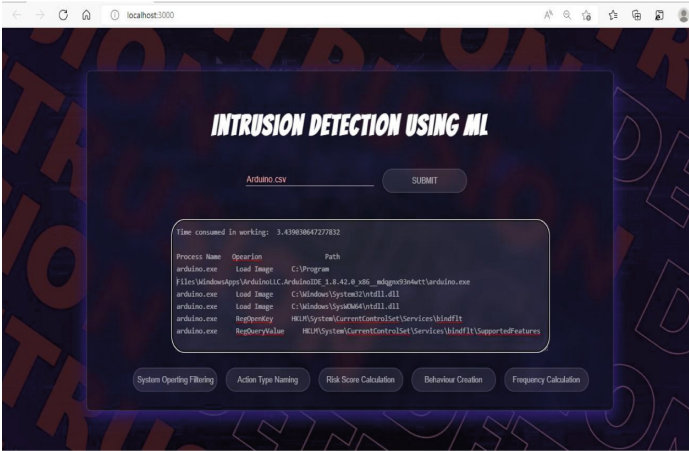 localhost:3000
INTRUSION DETECTION USING ML
Arduino.csv SUBMIT
Time consumed in working: 3.439030647277832
Process Name Opearion Path
arduino.exe Load Image C:\Program
Files\WindowsApps\ArduinoLLC.ArduinoIDE_1.8.42.0_x86__mdqgnx93n4wtt\arduino.exe
arduino.exe Load Image C:\Windows\System32\ntdll.dll
arduino.exe Load Image C:\Windows\SysWOW64\ntdll.dll
arduino.exe RegOpenKey HKLM\System\CurrentControlSet\Services\bindflt
arduino.exe RegQueryValue HKLM\System\CurrentControlSet\Services\bindflt\SupportedFeatures
System Operting Filtering Action Type Naming Risk Score Calculation Behaviour Creation Frequency Calculation